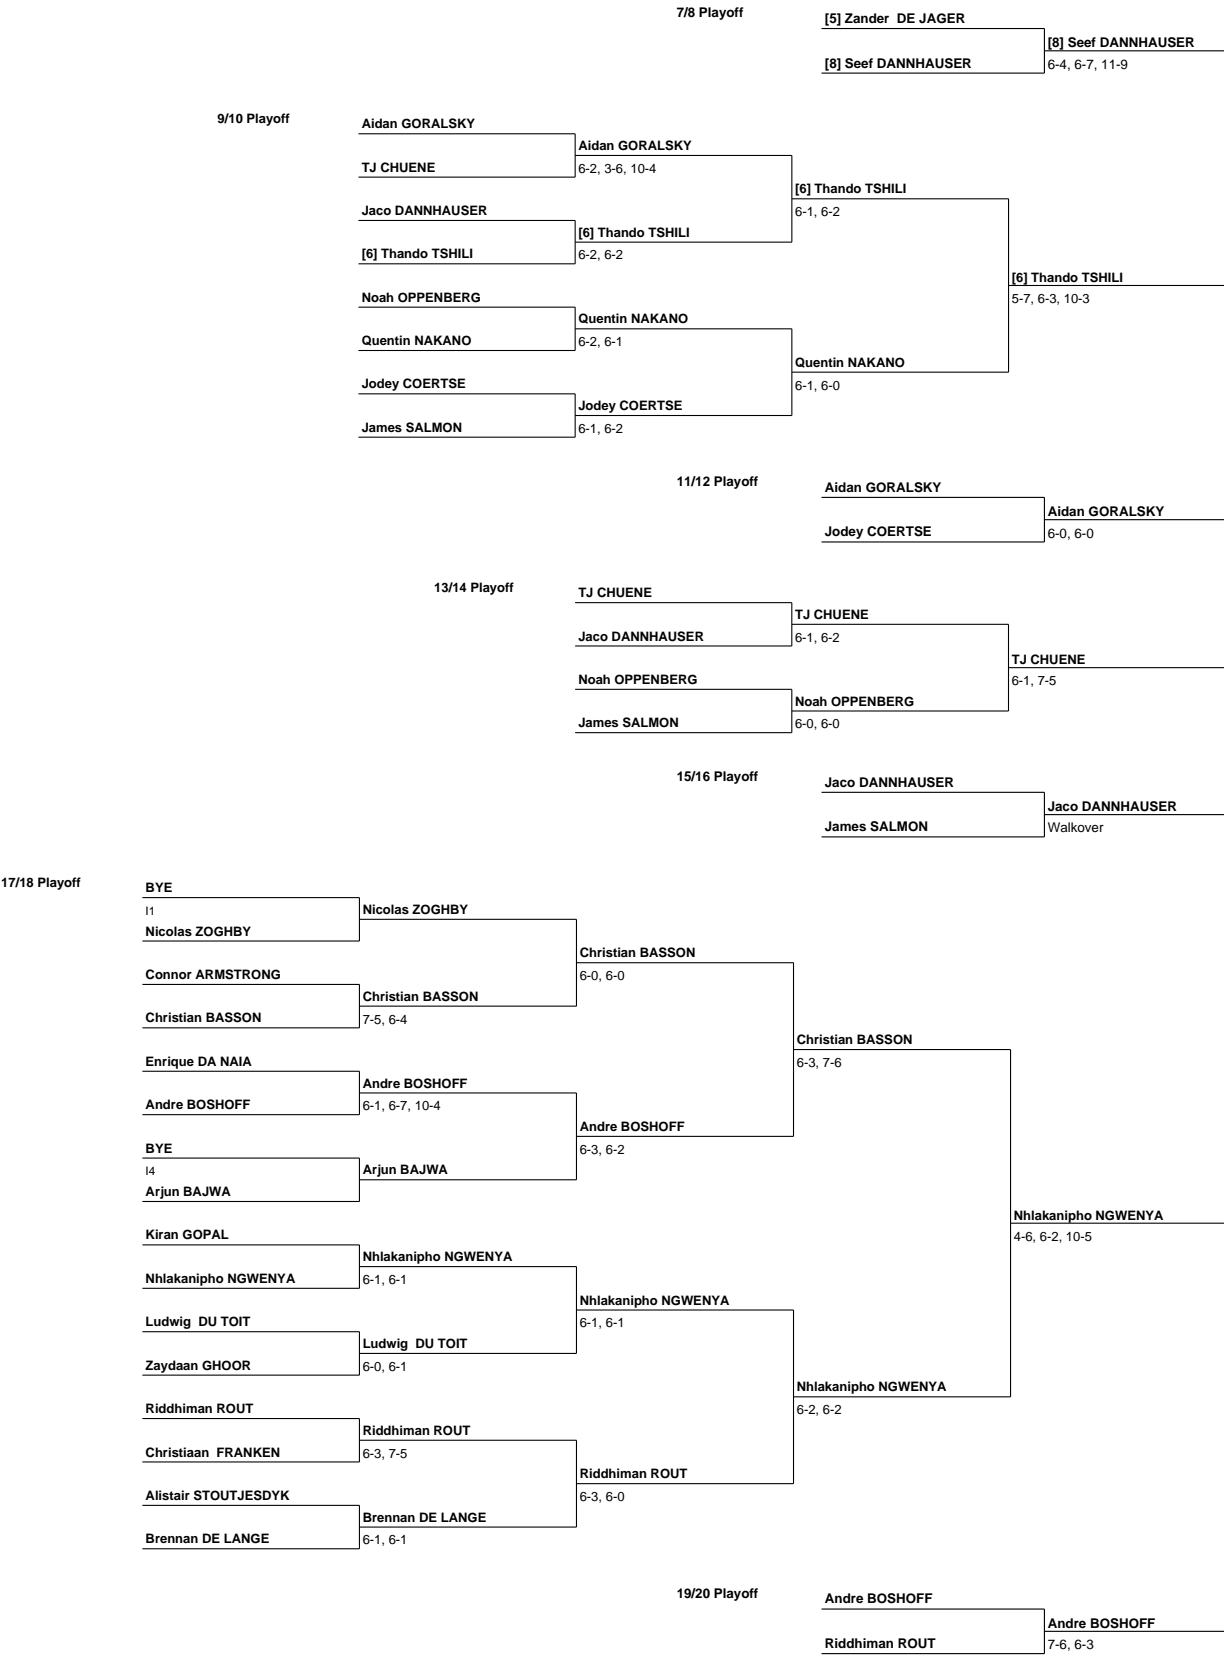 7/8 Playoff
[5] Zander  DE JAGER
[8] Seef DANNHAUSER
[8] Seef DANNHAUSER
6-4, 6-7, 11-9
9/10 Playoff
Aidan GORALSKY
Aidan GORALSKY
TJ CHUENE
6-2, 3-6, 10-4
[6] Thando TSHILI
Jaco DANNHAUSER
6-1, 6-2
[6] Thando TSHILI
[6] Thando TSHILI
6-2, 6-2
[6] Thando TSHILI
Noah OPPENBERG
5-7, 6-3, 10-3
Quentin NAKANO
Quentin NAKANO
6-2, 6-1
Quentin NAKANO
Jodey COERTSE
6-1, 6-0
Jodey COERTSE
James SALMON
6-1, 6-2
11/12 Playoff
Aidan GORALSKY
Aidan GORALSKY
Jodey COERTSE
6-0, 6-0
13/14 Playoff
TJ CHUENE
TJ CHUENE
Jaco DANNHAUSER
6-1, 6-2
TJ CHUENE
Noah OPPENBERG
6-1, 7-5
Noah OPPENBERG
James SALMON
6-0, 6-0
15/16 Playoff
Jaco DANNHAUSER
Jaco DANNHAUSER
James SALMON
Walkover
17/18 Playoff
BYE
I1
Nicolas ZOGHBY
Nicolas ZOGHBY
Christian BASSON
Connor ARMSTRONG
6-0, 6-0
Christian BASSON
Christian BASSON
7-5, 6-4
Christian BASSON
Enrique DA NAIA
6-3, 7-6
Andre BOSHOFF
Andre BOSHOFF
6-1, 6-7, 10-4
Andre BOSHOFF
BYE
6-3, 6-2
I4
Arjun BAJWA
Arjun BAJWA
Nhlakanipho NGWENYA
Kiran GOPAL
4-6, 6-2, 10-5
Nhlakanipho NGWENYA
Nhlakanipho NGWENYA
6-1, 6-1
Nhlakanipho NGWENYA
Ludwig  DU TOIT
6-1, 6-1
Ludwig  DU TOIT
Zaydaan GHOOR
6-0, 6-1
Nhlakanipho NGWENYA
Riddhiman ROUT
6-2, 6-2
Riddhiman ROUT
Christiaan  FRANKEN
6-3, 7-5
Riddhiman ROUT
Alistair STOUTJESDYK
6-3, 6-0
Brennan DE LANGE
Brennan DE LANGE
6-1, 6-1
19/20 Playoff
Andre BOSHOFF
Andre BOSHOFF
Riddhiman ROUT
7-6, 6-3